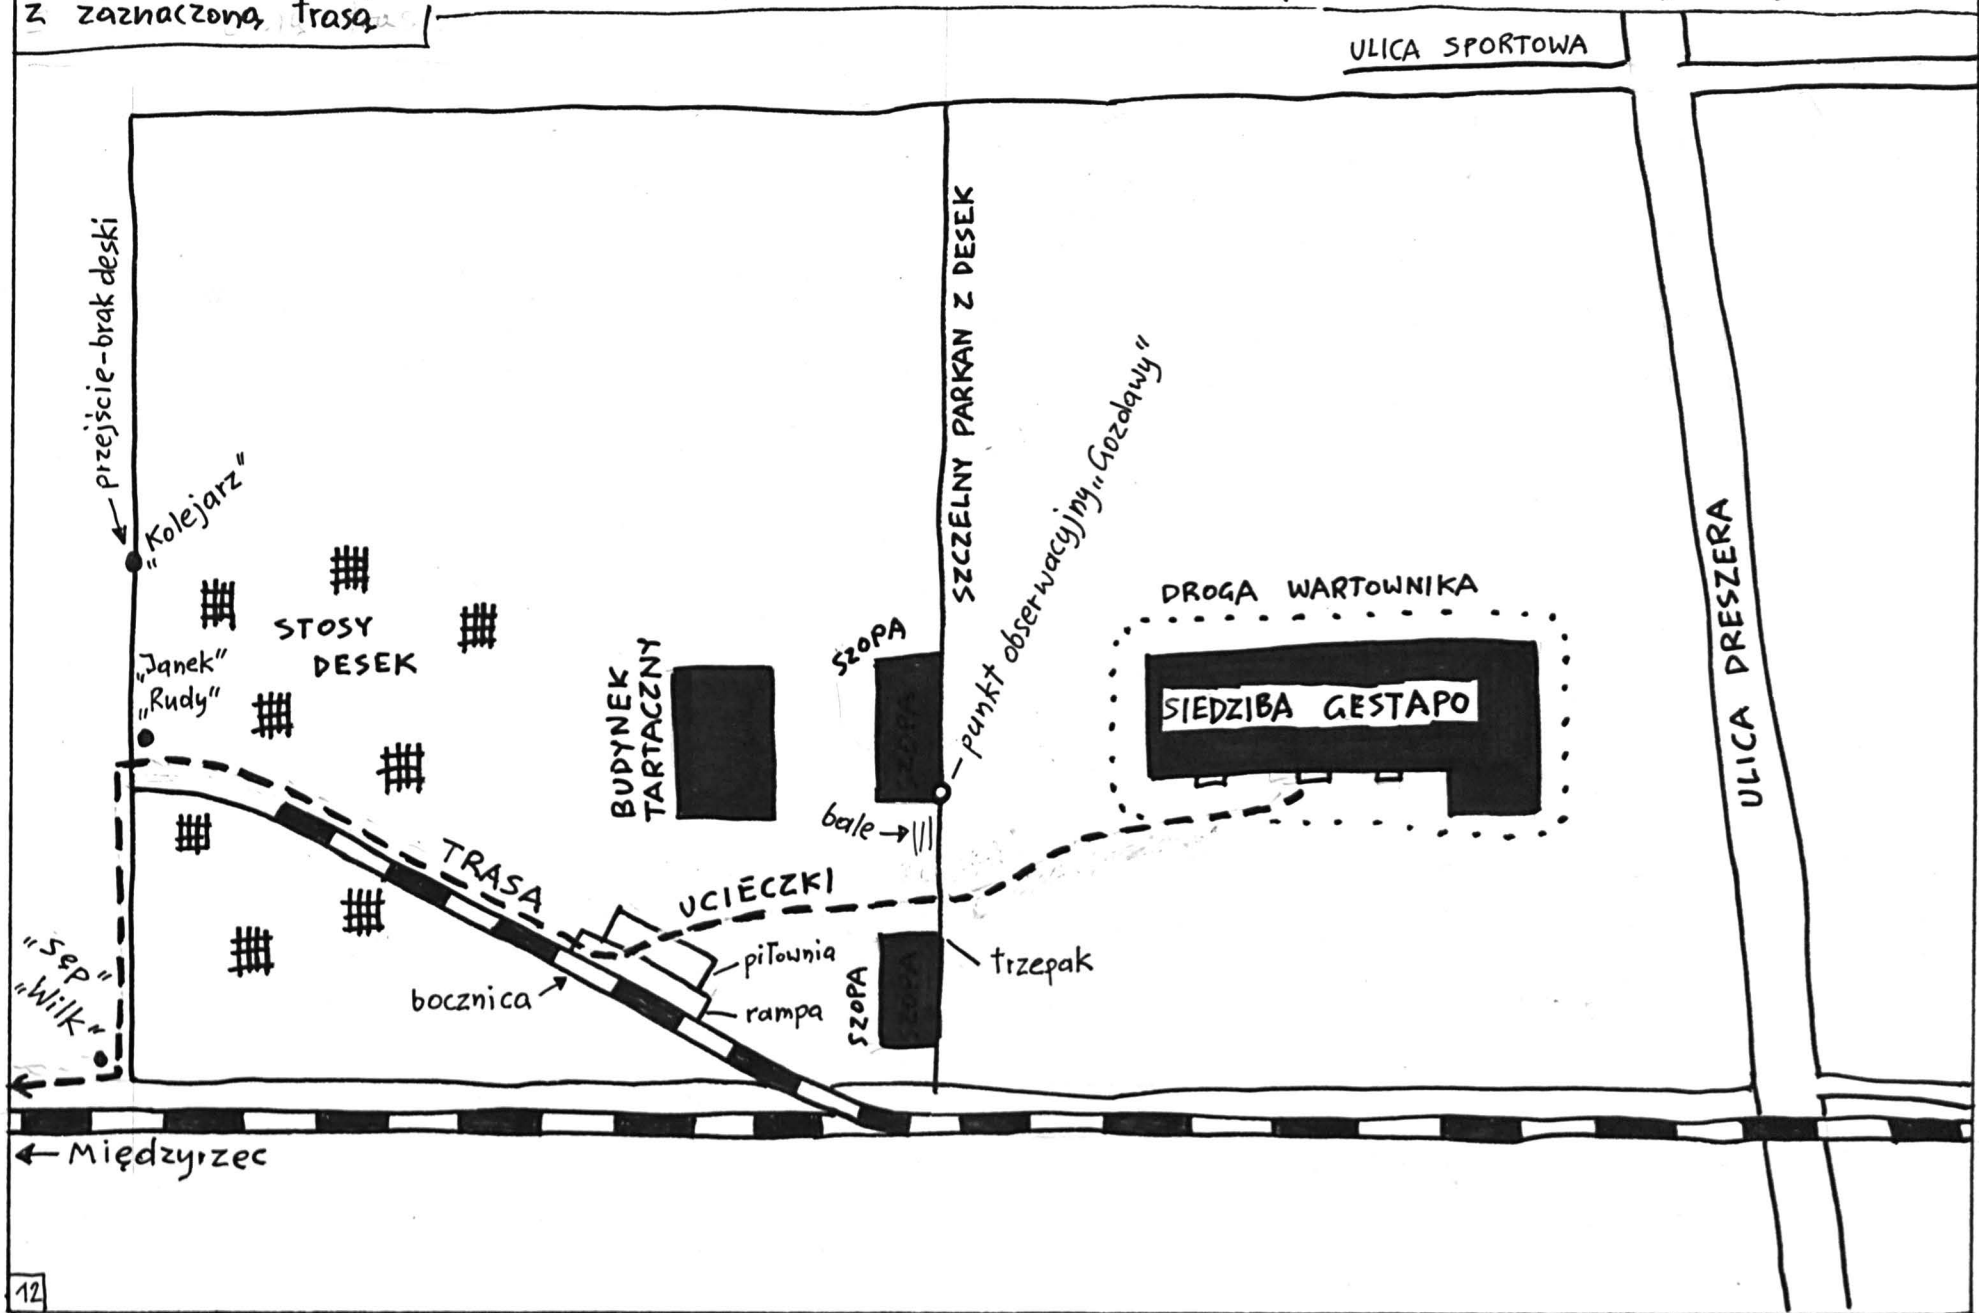 z zaznaczoną trasą
ULICA SPORTOWA
przejście-brak deski
SZCZELNY PARKAN Z DESEK
punkt obserwacyjny „Gozdawy"
„Kolejarz"
STOSY
DESEK
„Janek"
„Rudy"
BUDYNEK
TARTACZNY
SZOPA
SZOPA
DROGA WARTOWNIKA
SIEDZIBA GESTAPO
ULICA DRESZERA
bale
TRASA UCIECZKI
piłownia
trzepak
bocznica
rampa
SZOPA
SZOPA
„Sęp"
„Wilk"
Międzyrzec
12